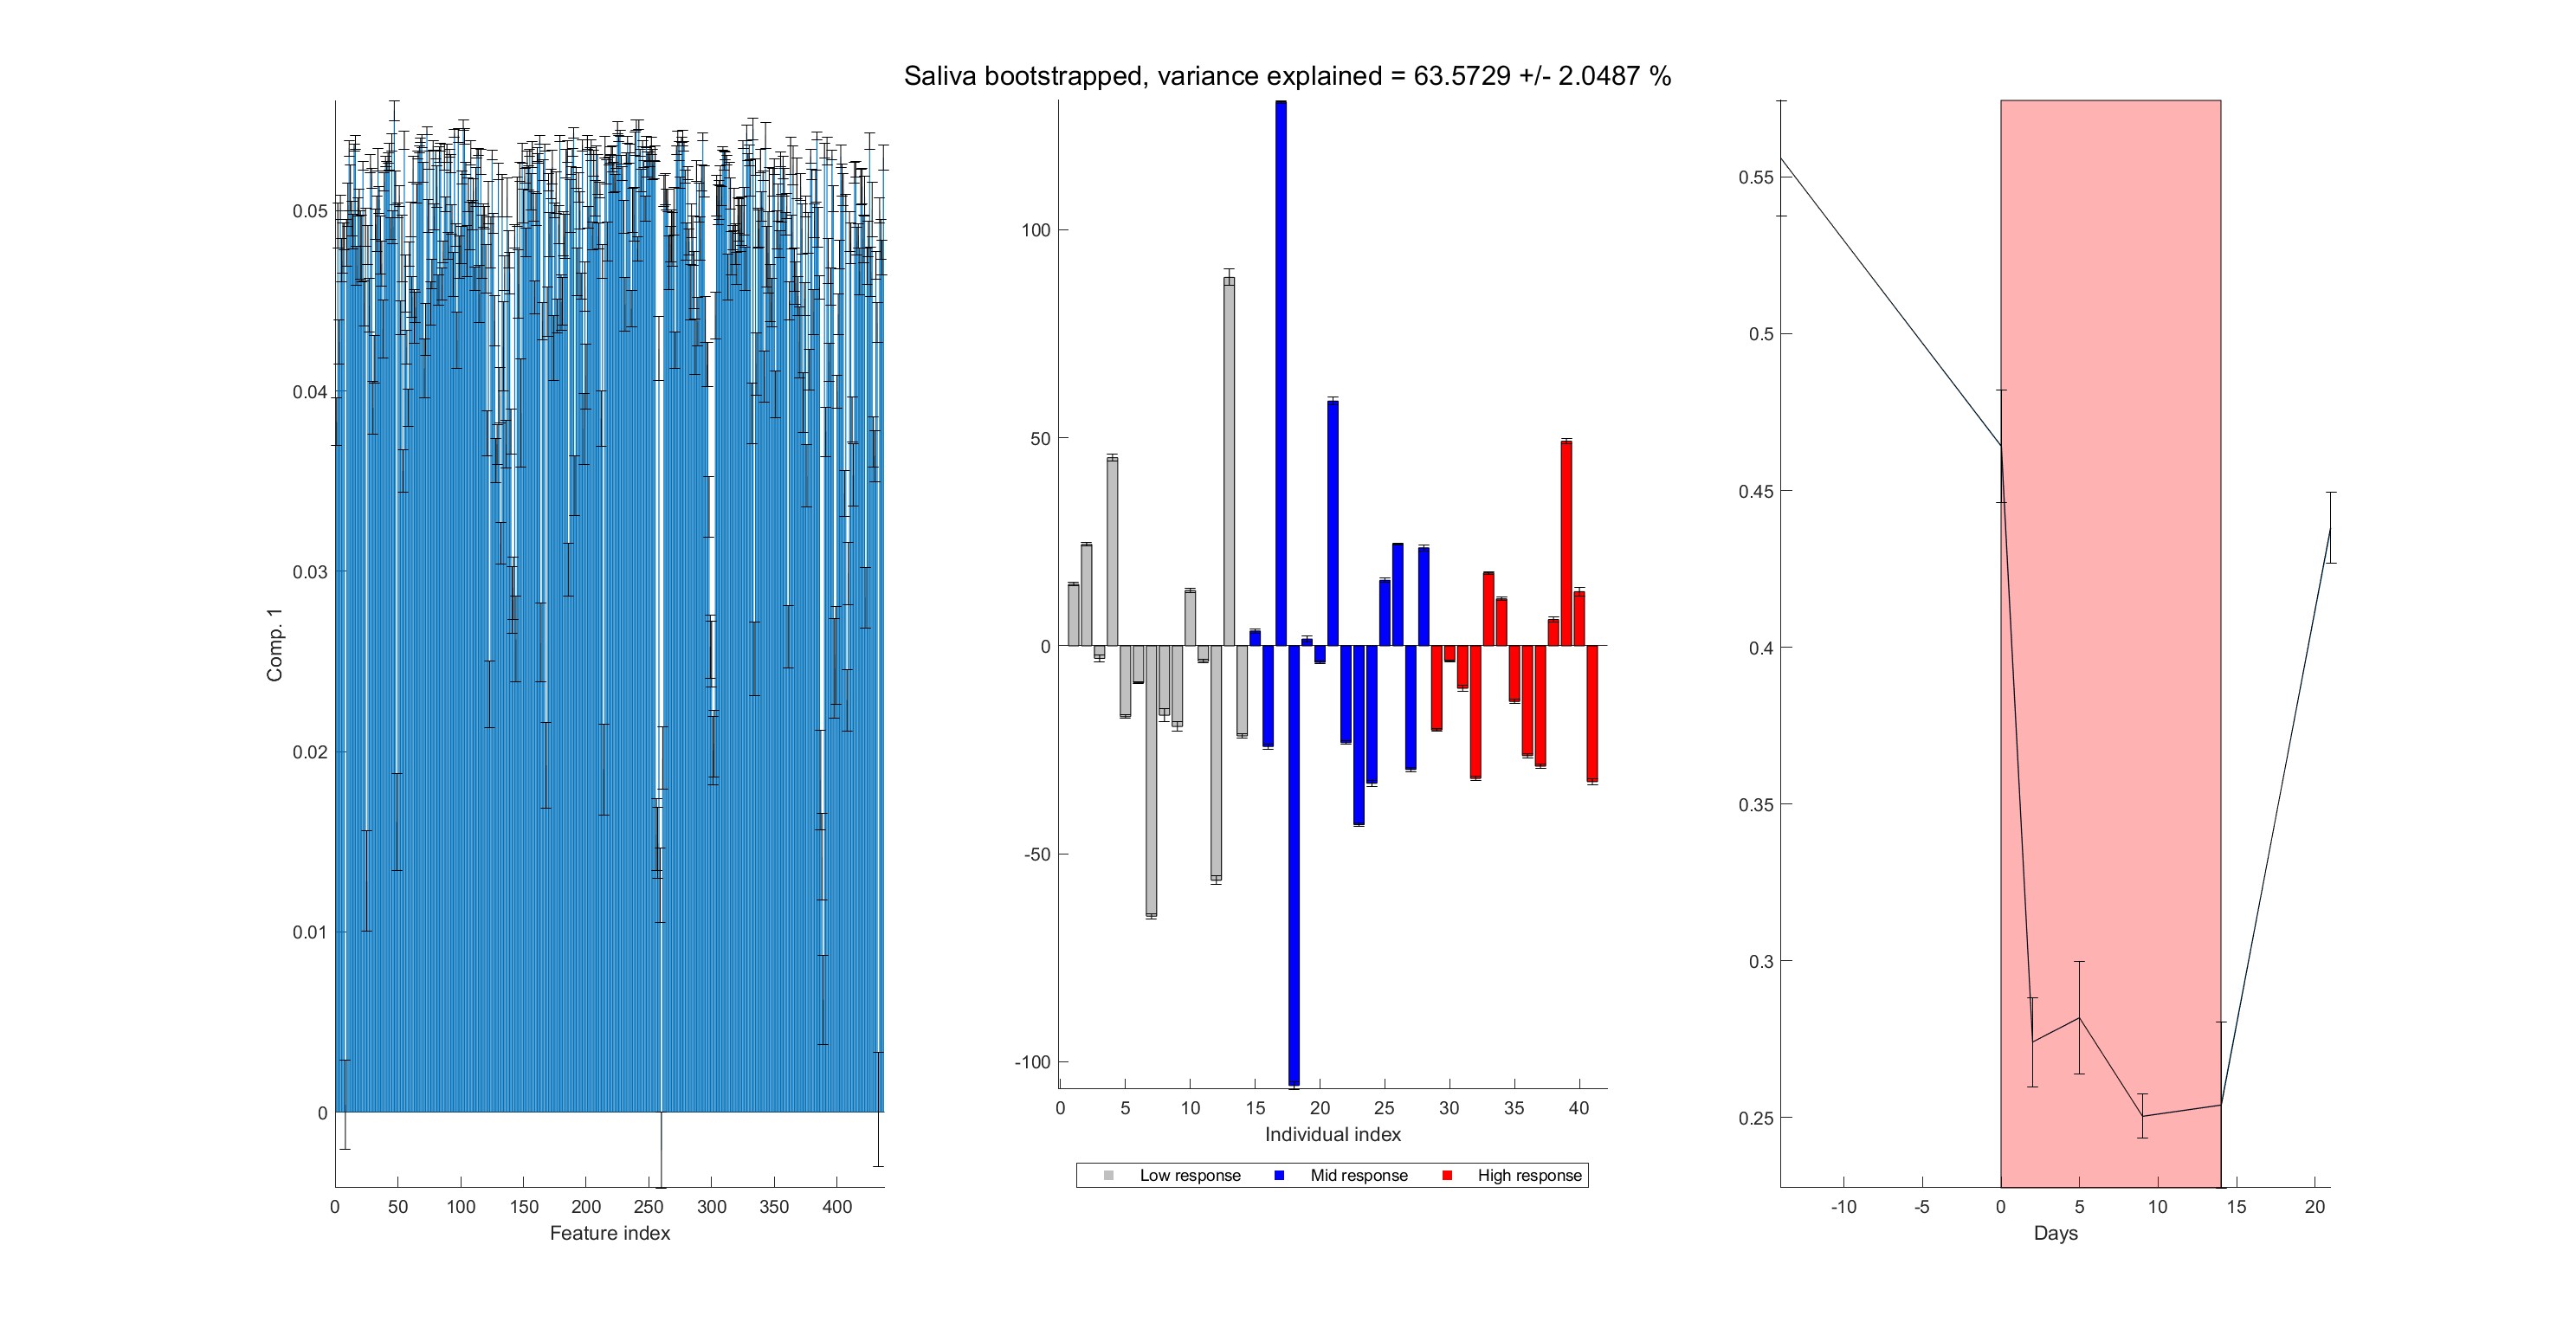 Saliva bootstrapped, variance explained = 63.5729 +/- 2.0487 %
Comp. 1
0.05
0.04
0.03
0.02
0.01
0
0 50 100 150 200 250 300 350 400
Feature index
100
50
0
-50
-100
0 5 10 15 20 25 30 35 40
Individual index
Low response Mid response High response
0.55
0.5
0.45
0.4
0.35
0.3
0.25
-10 -5 0 5 10 15 20
Days